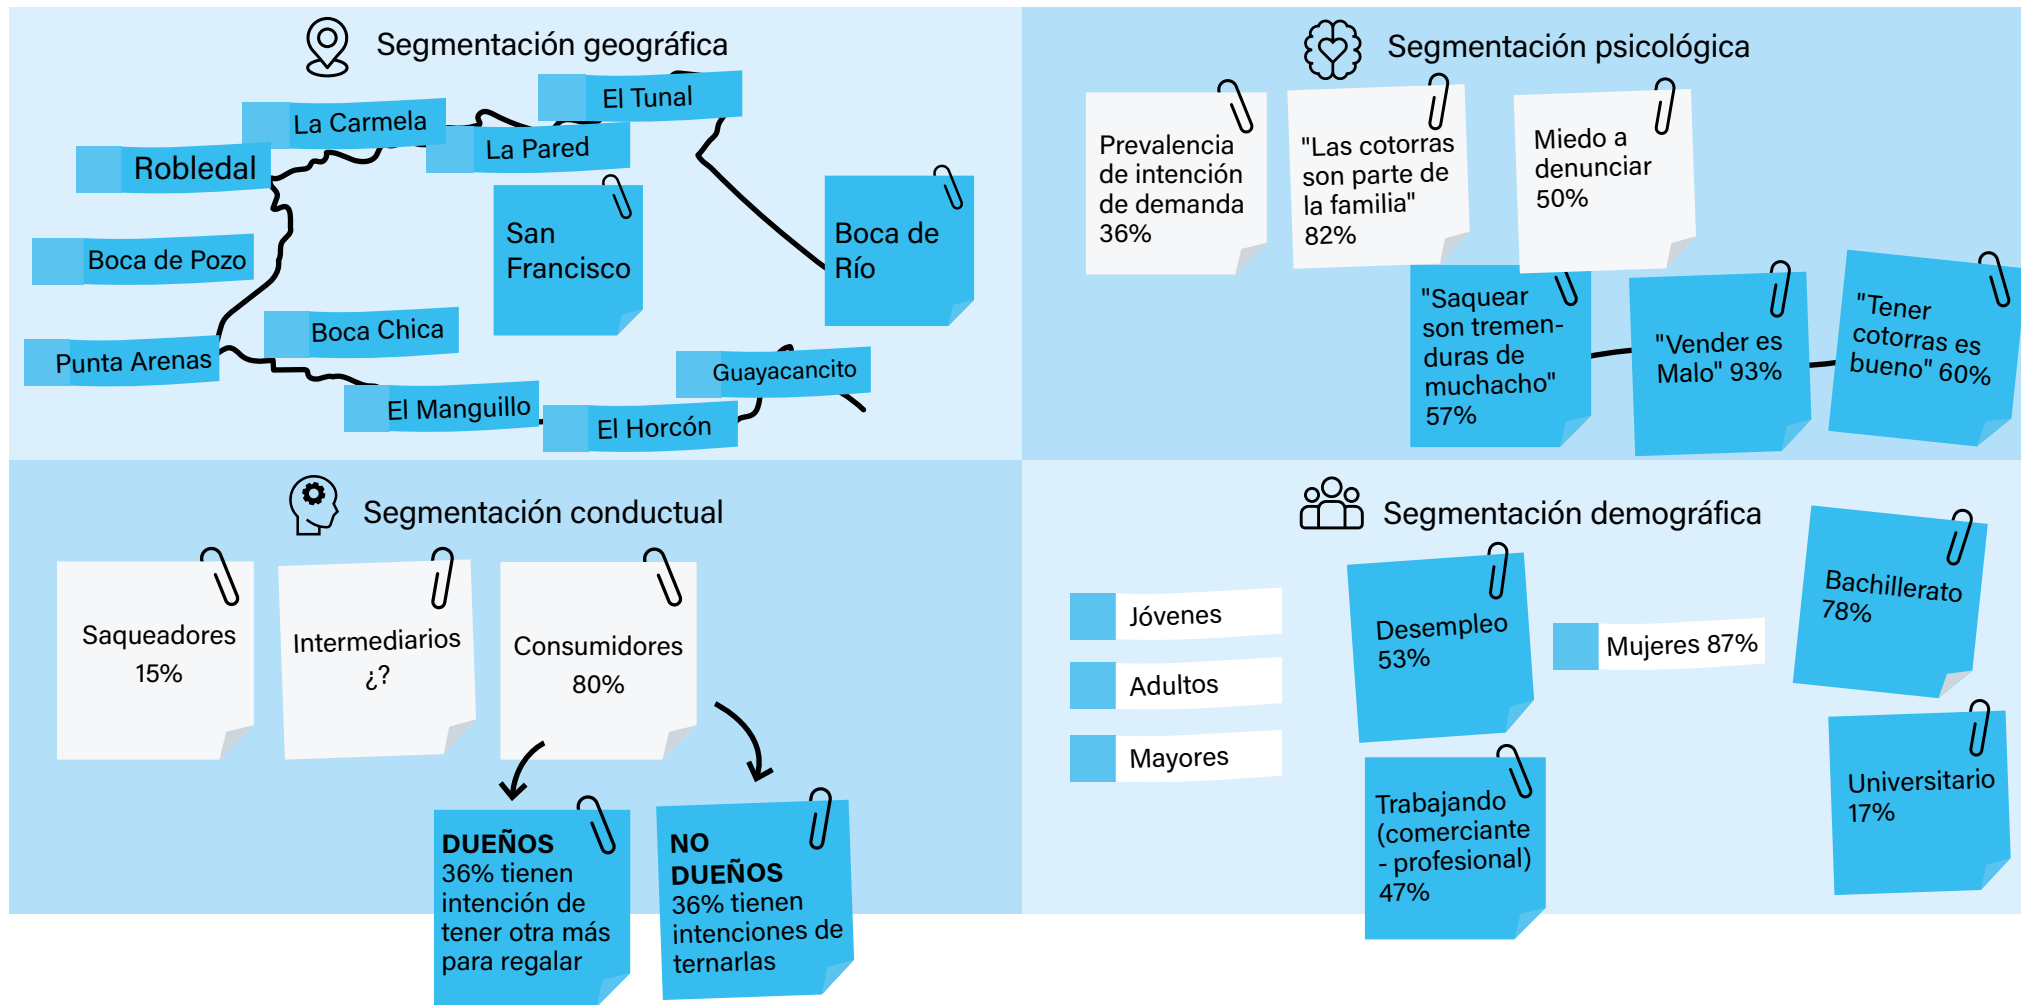 Segmentación geográfica
El Tunal
La Carmela
La Pared
Robledal
San
Francisco
Boca de
Río
Boca de Pozo
Boca Chica
Punta Arenas
Guayacancito
El Manguillo
El Horcón
Segmentación psicológica
Prevalencia
de intención
de demanda
36%
"Las cotorras
son parte de
la familia"
82%
Miedo a
denunciar
50%
"Saquear
son tremen-
duras de
muchacho"
57%
"Vender es
Malo" 93%
"Tener
cotorras es
bueno" 60%
Segmentación conductual
Saqueadores
15%
Intermediarios
¿?
Consumidores
80%
DUEÑOS
36% tienen
intención de
tener otra más
para regalar
NO
DUEÑOS
36% tienen
intenciones de
ternarlas
Segmentación demográfica
Jóvenes
Adultos
Mayores
Desempleo
53%
Trabajando
(comerciante
- profesional)
47%
Mujeres 87%
Bachillerato
78%
Universitario
17%